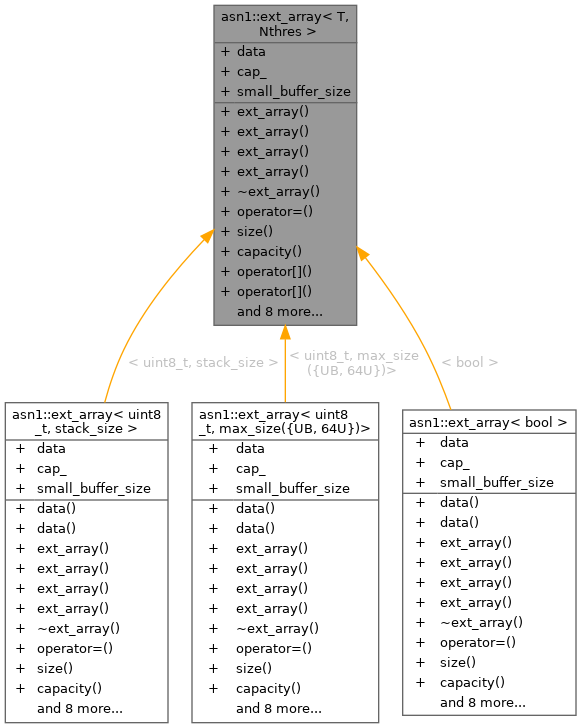 asn1::ext_array< T,
Nthres >
+ data
+ cap_
+ small_buffer_size
+ ext_array()
+ ext_array()
+ ext_array()
+ ext_array()
+ ~ext_array()
+ operator=()
+ size()
+ capacity()
+ operator[]()
+ operator[]()
and 8 more...
< uint8_t, stack_size >
< uint8_t, max_size
({UB, 64U})>
< bool >
asn1::ext_array< uint8
_t, stack_size >
+ data
+ cap_
+ small_buffer_size
+ data()
+ data()
+ ext_array()
+ ext_array()
+ ext_array()
+ ext_array()
+ ~ext_array()
+ operator=()
+ size()
+ capacity()
and 8 more...
asn1::ext_array< uint8
_t, max_size({UB, 64U})>
+ data
+ cap_
+ small_buffer_size
+ data()
+ data()
+ ext_array()
+ ext_array()
+ ext_array()
+ ext_array()
+ ~ext_array()
+ operator=()
+ size()
+ capacity()
and 8 more...
asn1::ext_array< bool >
+ data
+ cap_
+ small_buffer_size
+ data()
+ data()
+ ext_array()
+ ext_array()
+ ext_array()
+ ext_array()
+ ~ext_array()
+ operator=()
+ size()
+ capacity()
and 8 more...